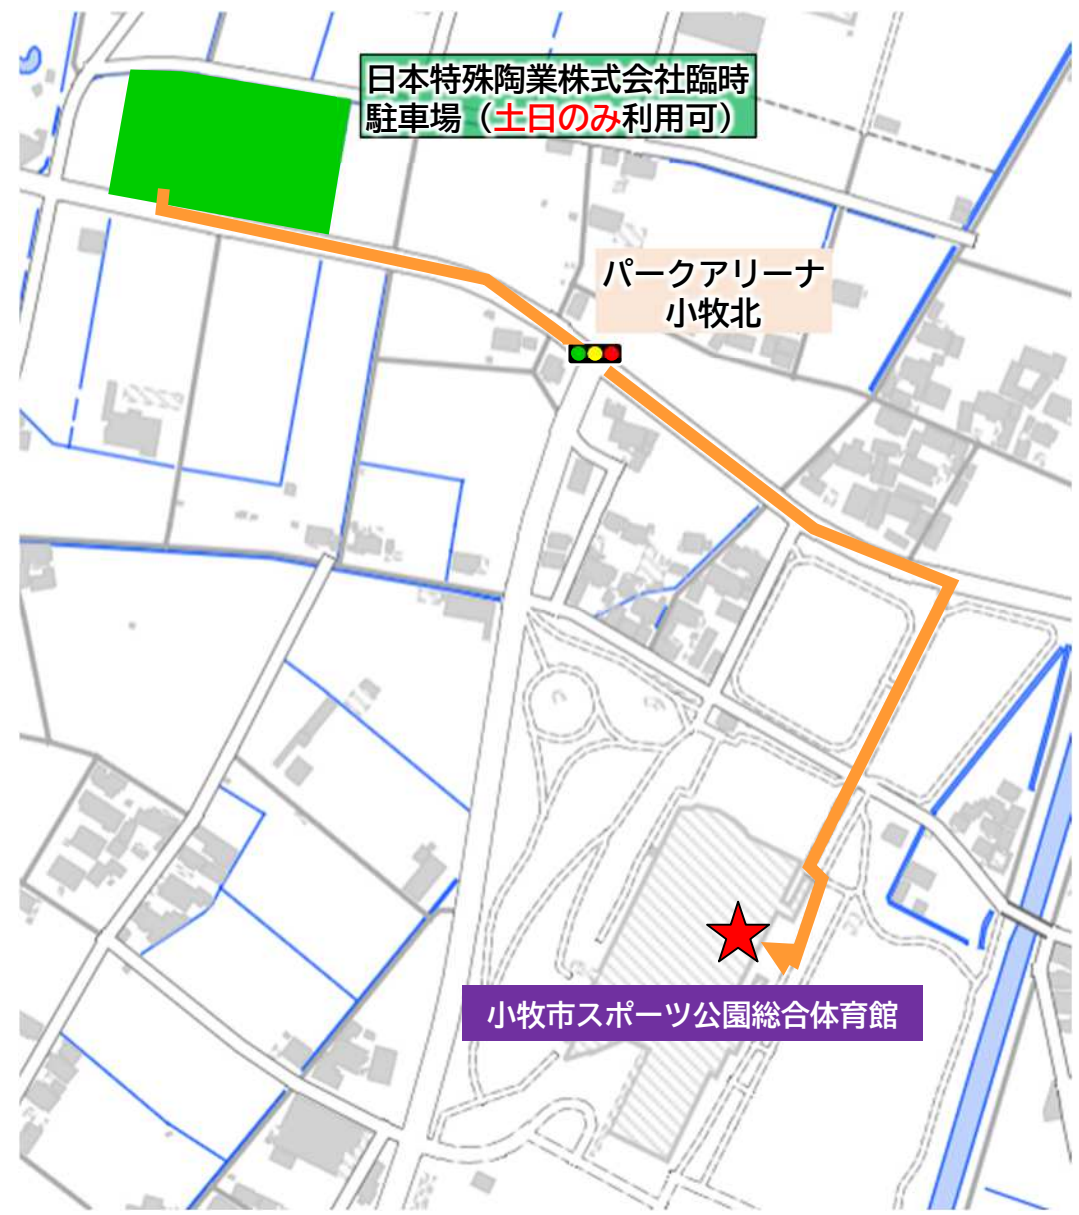 日本特殊陶業株式会社臨時
駐車場（土日のみ利用可）
パークアリーナ
小牧北
小牧市スポーツ公園総合体育館